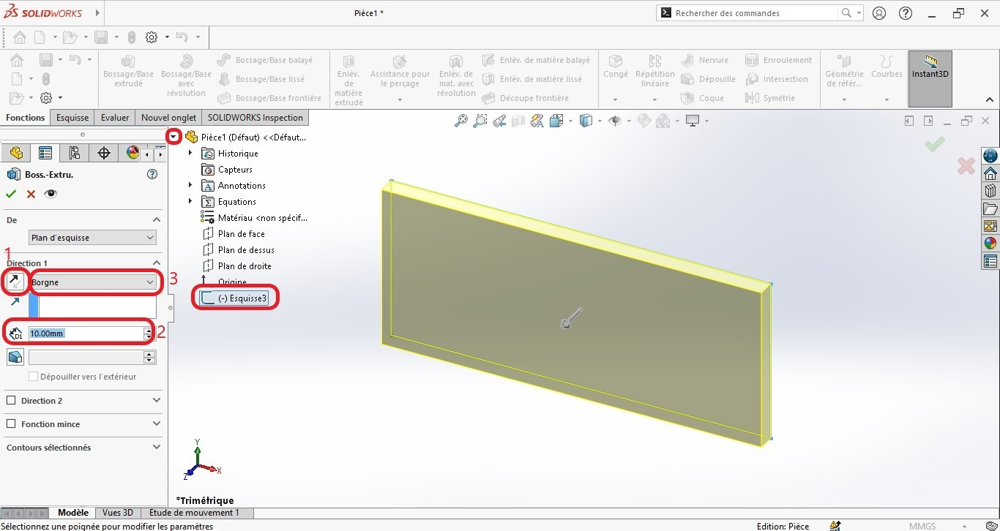 SOLIDWORKS
Pièce1 *
Rechercher des commandes
Bossage/Base extrudé
Bossage/Base avec révolution
Bossage/Base balayé
Bossage/Base lissé
Bossage/Base frontière
Enlèv. de matière extrudé
Assistance pour le perçage
Enlèv. de mat. avec révolution
Enlèv. de matière balayé
Enlèv. de matière lissé
Découpe frontière
Congé
Répétition linéaire
Nervure
Dépouille
Coque
Enroulement
Intersection
Symétrie
Géométrie de référ...
Courbes
Instant3D
Fonctions
Esquisse
Evaluer
Nouvel onglet
SOLIDWORKS Inspection
Boss.-Extru.
De
Plan d'esquisse
1
Direction 1
Borgne
3
D1
10.00mm
2
Dépouiller vers l'extérieur
Direction 2
Fonction mince
Contours sélectionnés
Pièce1 (Défaut) <<Défaut...
Historique
Capteurs
A
Annotations
Equations
Matériau <non spécif...
Plan de face
Plan de dessus
Plan de droite
Origine
(-) Esquisse3
Y
X
Z
*Trimétrique
Modèle
Vues 3D
Etude de mouvement 1
Sélectionnez une poignée pour modifier les paramètres
Edition: Pièce
MMGS